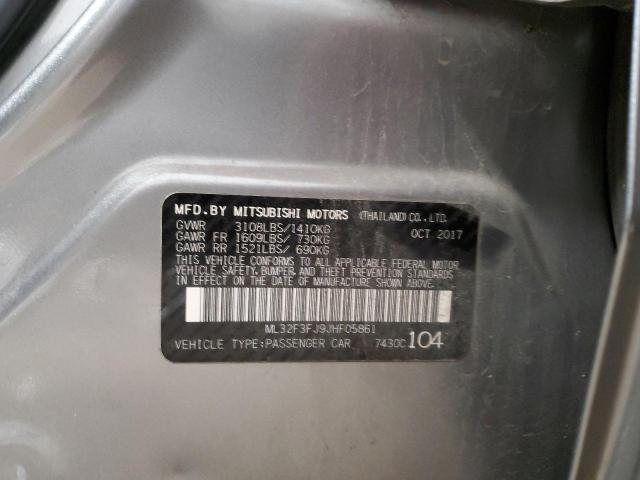 MFD.BY MITSUBISHI MOTORS (THAILAND) CO.,LTD.
GVWR 3108LBS/1410KG OCT 2017
GAWR FR 1609LBS/ 730KG
GAWR RR 1521LBS/ 690KG
THIS VEHICLE CONFORMS TO ALL APPLICABLE FEDERAL MOTOR
VEHICLE SAFETY, BUMPER, AND THEFT PREVENTION STANDARDS
IN EFFECT ON THE DATE OF MANUFACTURE SHOWN ABOVE.
ML32F3FJ9JHF05861
VEHICLE TYPE:PASSENGER CAR 7430C 104